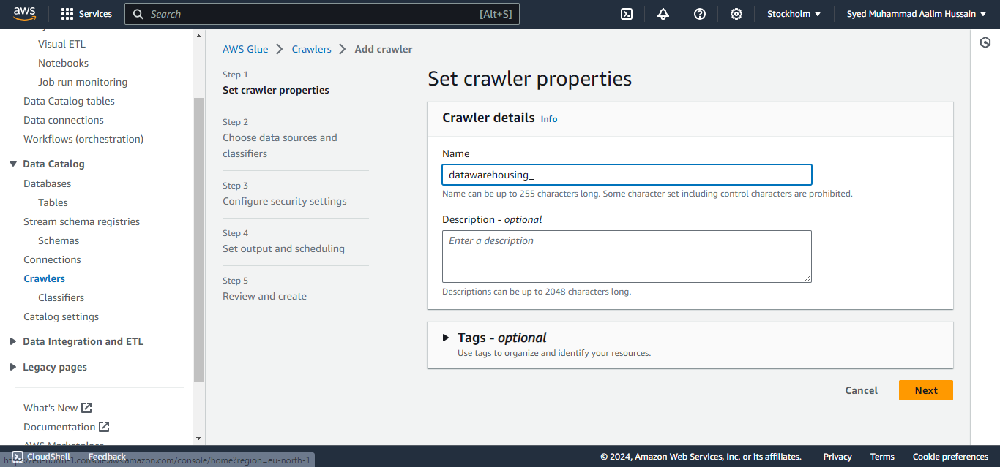 aws Services Search [Alt+S] Stockholm Syed Muhammad Aalim Hussain
Visual ETL
Notebooks
Job run monitoring
Data Catalog tables
Data connections
Workflows (orchestration)
Data Catalog
Databases
Tables
Stream schema registries
Schemas
Connections
Crawlers
Classifiers
Catalog settings
Data Integration and ETL
Legacy pages
What's New
Documentation
AWS Marketplace
AWS Glue Crawlers Add crawler
Step 1
Set crawler properties
Step 2
Choose data sources and
classifiers
Step 3
Configure security settings
Step 4
Set output and scheduling
Step 5
Review and create
Set crawler properties
Crawler details Info
Name
datawarehousing_
Name can be up to 255 characters long. Some character set including control characters are prohibited.
Description - optional
Enter a description
Descriptions can be up to 2048 characters long.
Tags - optional
Use tags to organize and identify your resources.
Cancel Next
CloudShell Feedback © 2024, Amazon Web Services, Inc. or its affiliates. Privacy Terms Cookie preferences
https://eu-north-1.console.aws.amazon.com/console/home?region=eu-north-1